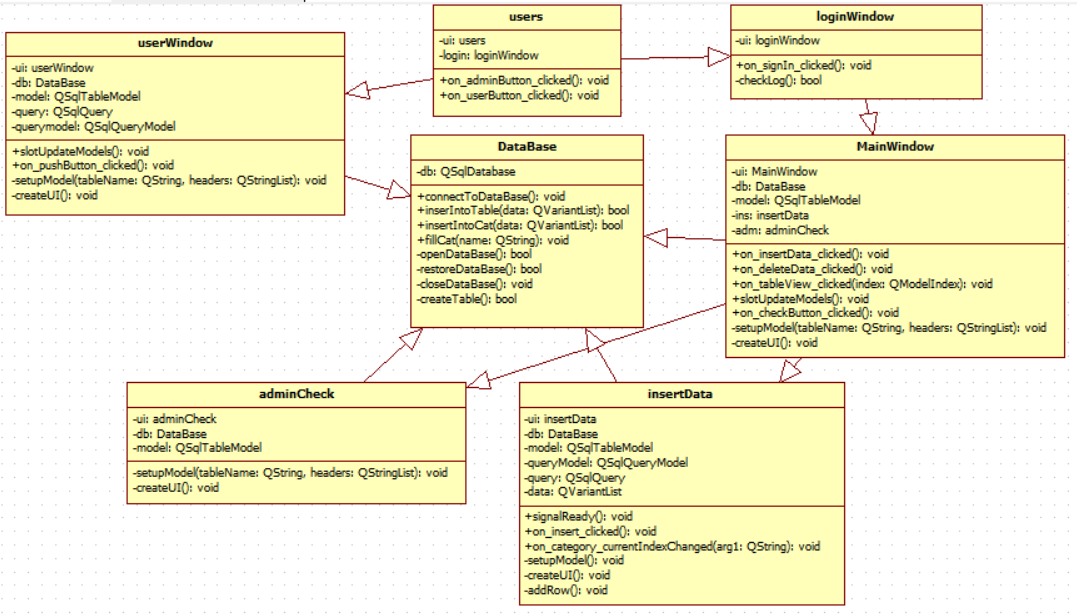 users
-ui: users
-login: loginWindow
+on_adminButton_clicked(): void
+on_userButton_clicked(): void
loginWindow
-ui: loginWindow
+on_signIn_clicked(): void
-checkLog(): bool
userWindow
-ui: userWindow
-db: DataBase
-model: QSqlTableModel
-query: QSqlQuery
-querymodel: QSqlQueryModel
+slotUpdateModels(): void
+on_pushButton_clicked(): void
-setupModel(tableName: QString, headers: QStringList): void
-createUI(): void
DataBase
-db: QSqlDatabase
+connectToDataBase(): void
+inserIntoTable(data: QVariantList): bool
+insertIntoCat(data: QVariantList): bool
+fillCat(name: QString): void
-openDataBase(): bool
-restoreDataBase(): bool
-closeDataBase(): void
-createTable(): bool
MainWindow
-ui: MainWindow
-db: DataBase
-model: QSqlTableModel
-ins: insertData
-adm: adminCheck
+on_insertData_clicked(): void
+on_deleteData_clicked(): void
+on_tableView_clicked(index: QModelIndex): void
+slotUpdateModels(): void
+on_checkButton_clicked(): void
-setupModel(tableName: QString, headers: QStringList): void
-createUI(): void
adminCheck
-ui: adminCheck
-db: DataBase
-model: QSqlTableModel
-setupModel(tableName: QString, headers: QStringList): void
-createUI(): void
insertData
-ui: insertData
-db: DataBase
-model: QSqlTableModel
-queryModel: QSqlQueryModel
-query: QSqlQuery
-data: QVariantList
+signalReady(): void
+on_insert_clicked(): void
+on_category_currentIndexChanged(arg1: QString): void
-setupModel(): void
-createUI(): void
-addRow(): void